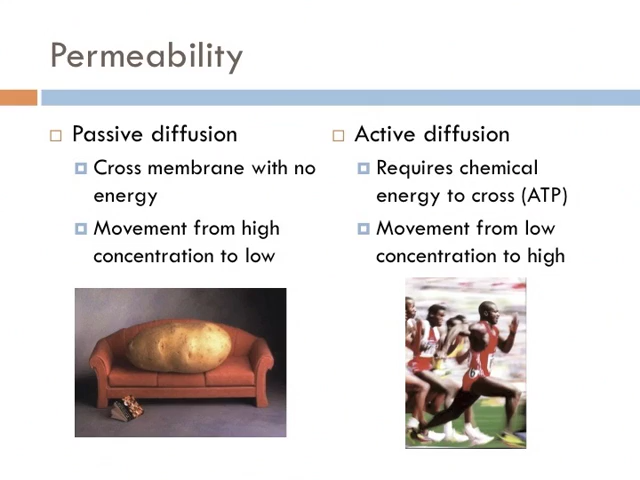 Permeability
Passive diffusion
Cross membrane with no
energy
Movement from high
concentration to low
Active diffusion
Requires chemical
energy to cross (ATP)
Movement from low
concentration to high